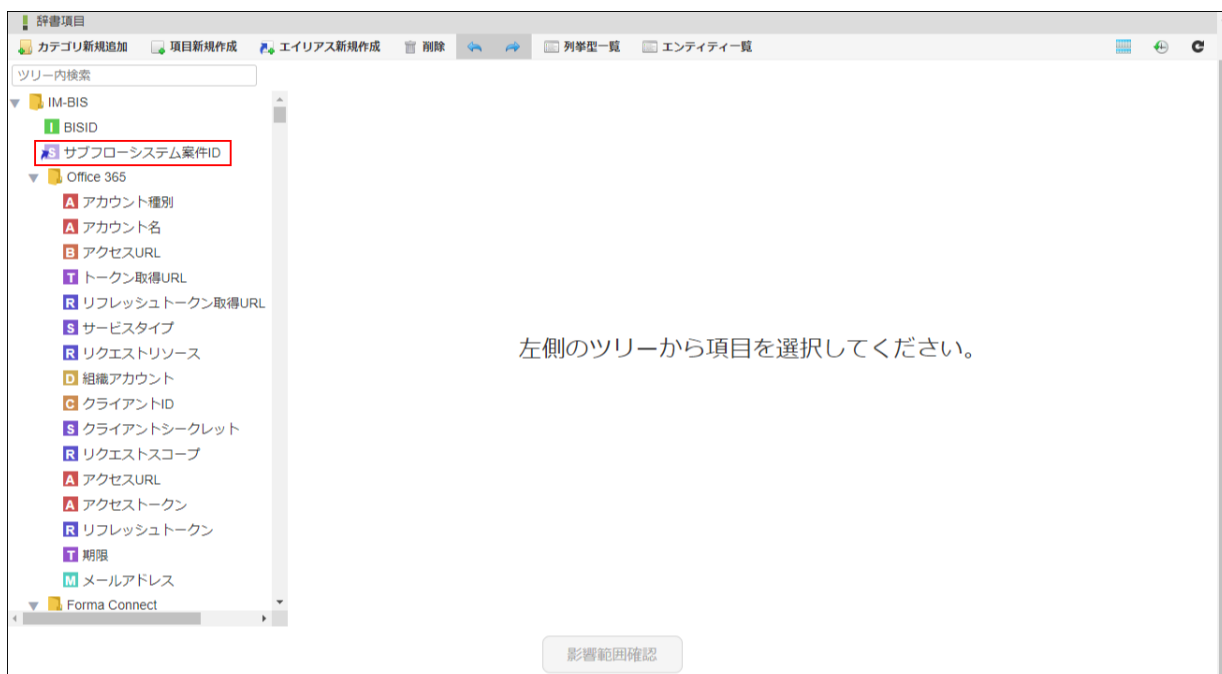 辞書項目
カテゴリ新規追加 項目新規作成 エイリアス新規作成 削除 列挙型一覧 エンティティ一覧
ツリー内検索
IM-BIS
I BISID
S サブフローシステム案件ID
Office 365
A アカウント種別
A アカウント名
B アクセスURL
T トークン取得URL
R リフレッシュトークン取得URL
S サービスタイプ
R リクエストリソース
D 組織アカウント
C クライアントID
S クライアントシークレット
R リクエストスコープ
A アクセスURL
A アクセストークン
R リフレッシュトークン
T 期限
M メールアドレス
Forma Connect
左側のツリーから項目を選択してください。
影響範囲確認